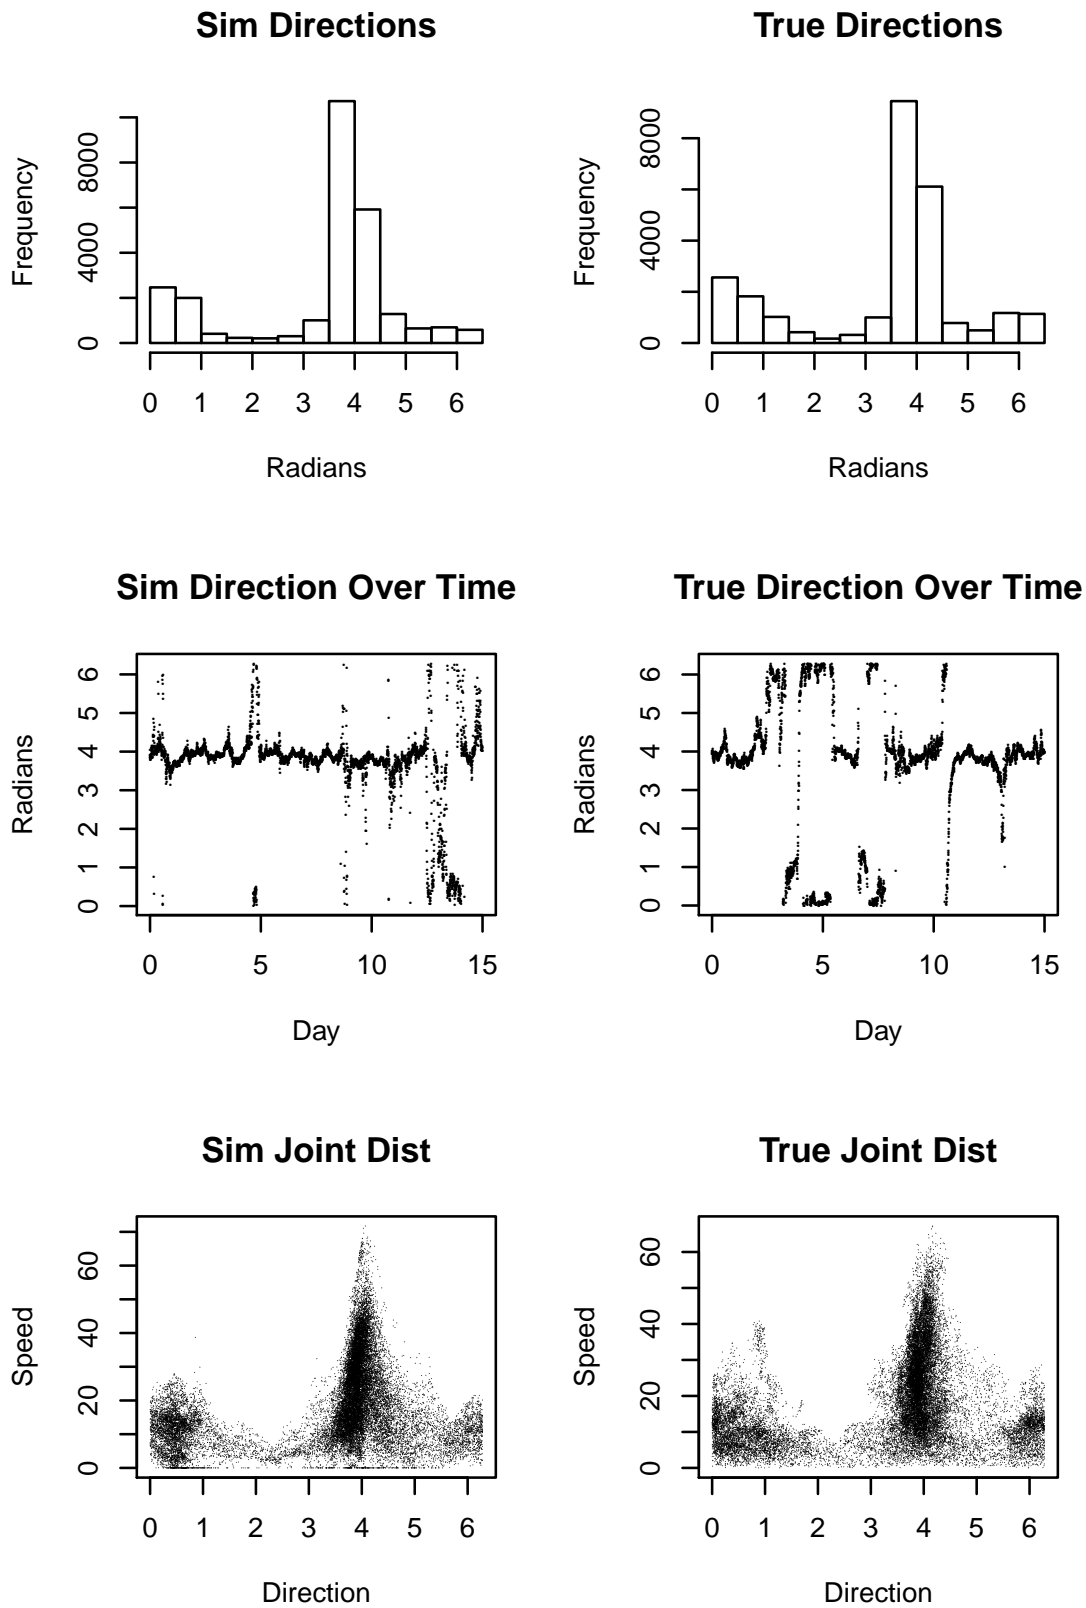 Sim Directions
Frequency
0 4000 8000
0 1 2 3 4 5 6
Radians
True Directions
Frequency
0 4000 8000
0 1 2 3 4 5 6
Radians
Sim Direction Over Time
Radians
0 1 2 3 4 5 6
0 5 10 15
Day
True Direction Over Time
Radians
0 1 2 3 4 5 6
0 5 10 15
Day
Sim Joint Dist
Speed
0 20 40 60
0 1 2 3 4 5 6
Direction
True Joint Dist
Speed
0 20 40 60
0 1 2 3 4 5 6
Direction